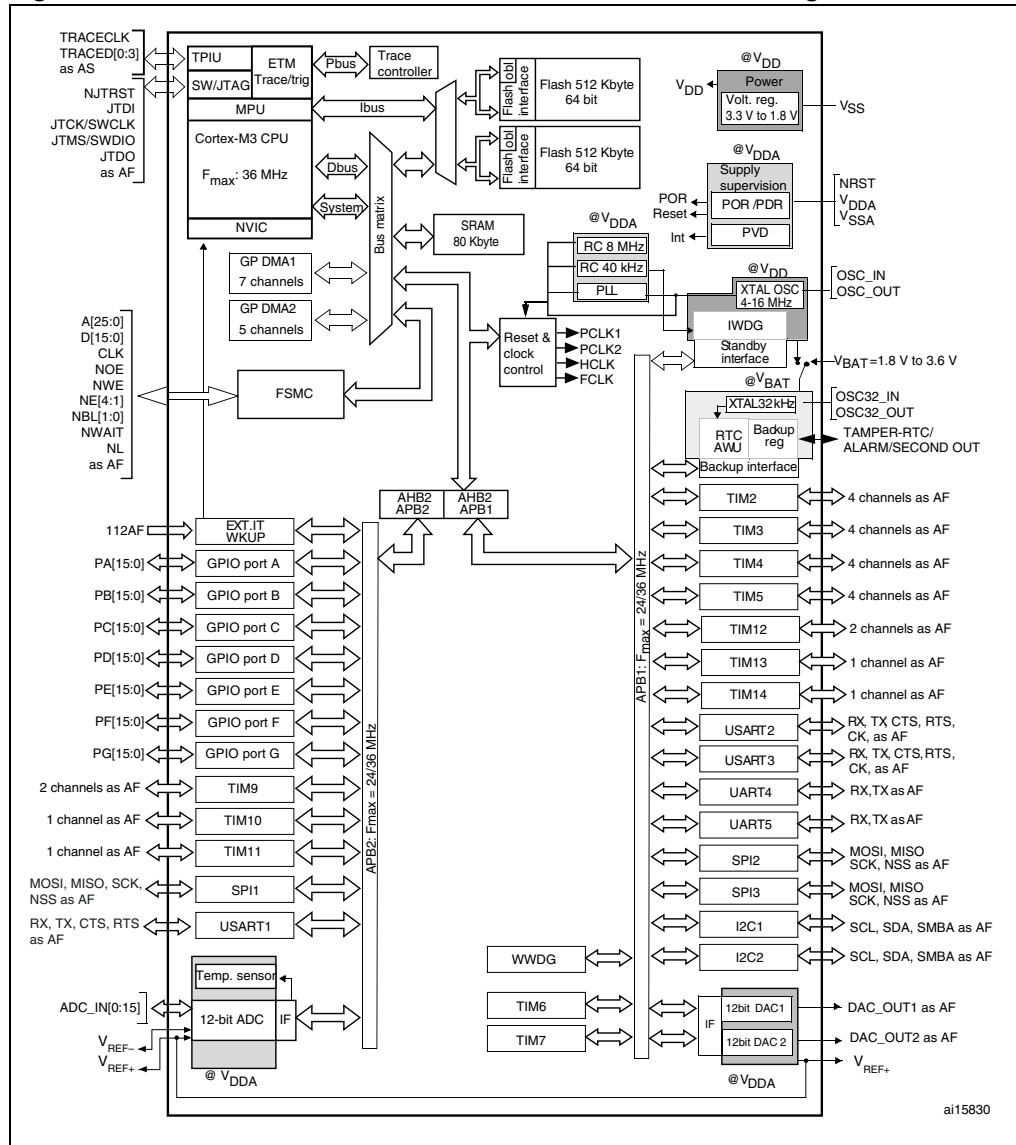 TRACECLK
TRACED[0:3]
as AS
NJTRST
JTDI
JTCK/SWCLK
JTMS/SWDIO
JTDO
as AF
TPIU
SW/JTAG
ETM
Trace/trig
MPU
Cortex-M3 CPU
Fmax: 36 MHz
NVIC
Pbus
Trace
controller
Ibus
Dbus
System
Bus matrix
Flash obl
interface
Flash 512 Kbyte
64 bit
Flash obl
interface
Flash 512 Kbyte
64 bit
SRAM
80 Kbyte
GP DMA1
7 channels
GP DMA2
5 channels
@VDD
VDD
Power
Volt. reg.
3.3 V to 1.8 V
VSS
@VDDA
Supply
supervision
POR
Reset
Int
POR /PDR
PVD
NRST
VDDA
VSSA
@VDDA
RC 8 MHz
RC 40 kHz
PLL
@VDD
XTAL OSC
4-16 MHz
OSC_IN
OSC_OUT
IWDG
Standby
interface
VBAT=1.8 V to 3.6 V
Reset &
clock
control
PCLK1
PCLK2
HCLK
FCLK
@VBAT
XTAL32kHz
OSC32_IN
OSC32_OUT
RTC
AWU
Backup
reg
Backup interface
TAMPER-RTC/
ALARM/SECOND OUT
A[25:0]
D[15:0]
CLK
NOE
NWE
NE[4:1]
NBL[1:0]
NWAIT
NL
as AF
FSMC
AHB2
APB2
AHB2
APB1
112AF
EXT.IT
WKUP
PA[15:0]
GPIO port A
PB[15:0]
GPIO port B
PC[15:0]
GPIO port C
PD[15:0]
GPIO port D
PE[15:0]
GPIO port E
PF[15:0]
GPIO port F
PG[15:0]
GPIO port G
2 channels as AF
TIM9
1 channel as AF
TIM10
1 channel as AF
TIM11
MOSI, MISO, SCK,
NSS as AF
SPI1
RX, TX, CTS, RTS
as AF
USART1
Temp. sensor
ADC_IN[0:15]
12-bit ADC
IF
VREF–
VREF+
@ VDDA
APB2: Fmax = 24/36 MHz
APB1: Fmax = 24/36 MHz
TIM2
4 channels as AF
TIM3
4 channels as AF
TIM4
4 channels as AF
TIM5
4 channels as AF
TIM12
2 channels as AF
TIM13
1 channel as AF
TIM14
1 channel as AF
USART2
RX, TX, CTS, RTS,
CK, as AF
USART3
RX, TX, CTS, RTS,
CK, as AF
UART4
RX,TX as AF
UART5
RX,TX as AF
SPI2
MOSI, MISO
SCK, NSS as AF
SPI3
MOSI, MISO
SCK, NSS as AF
I2C1
SCL, SDA, SMBA as AF
I2C2
SCL, SDA, SMBA as AF
WWDG
TIM6
TIM7
IF
12bit DAC1
DAC_OUT1 as AF
12bit DAC 2
DAC_OUT2 as AF
VREF+
@VDDA
ai15830